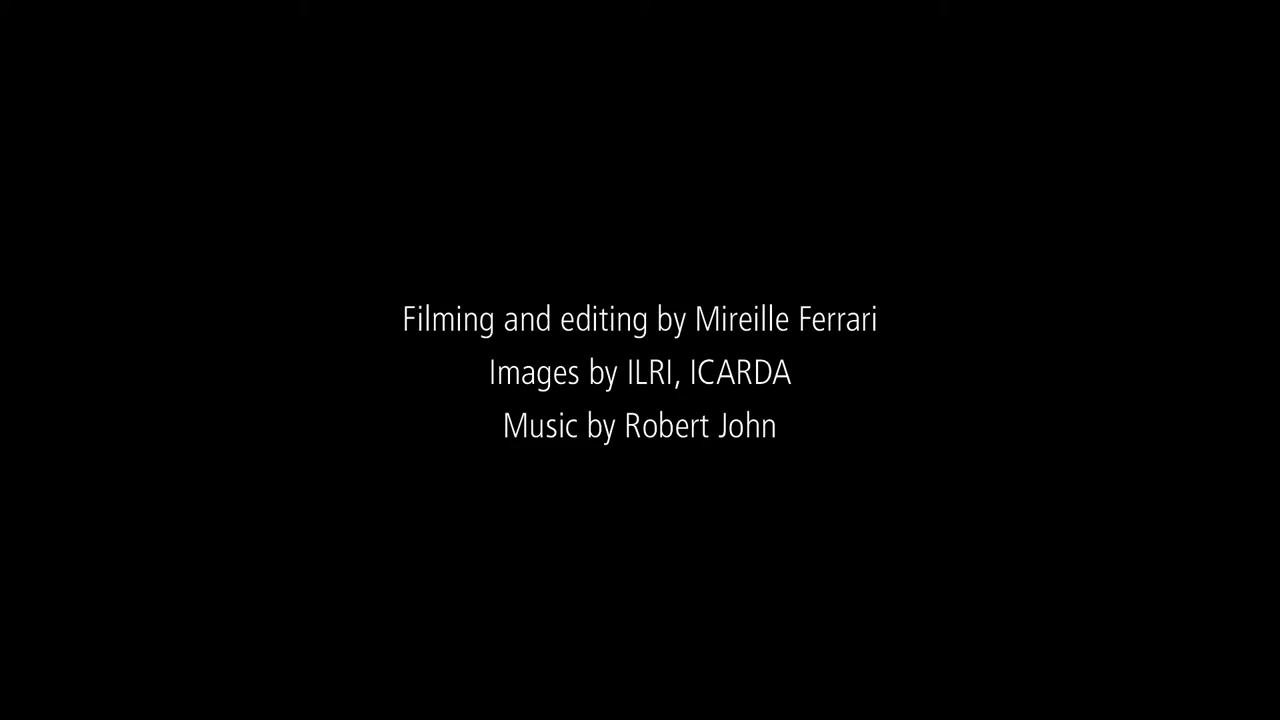 Filming and editing by Mireille Ferrari
Images by ILRI, ICARDA
Music by Robert John